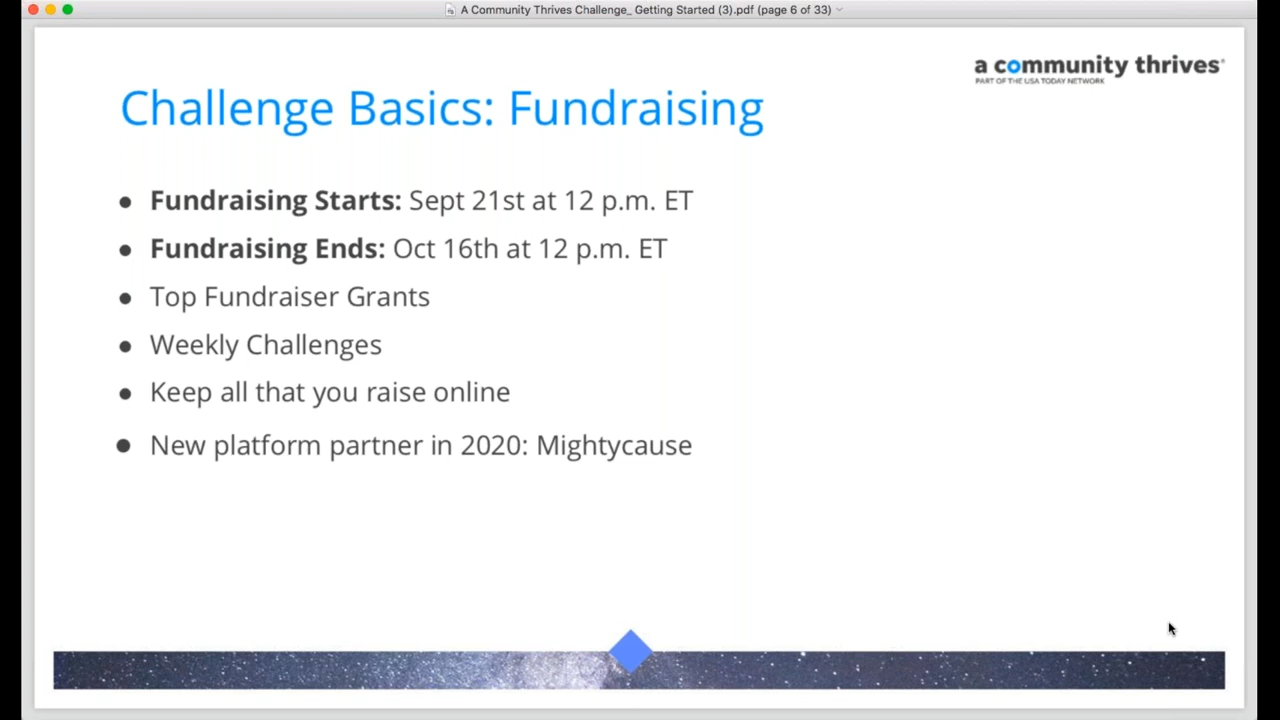 A Community Thrives Challenge_ Getting Started (3).pdf (page 6 of 33)
a community thrives®
PART OF THE USA TODAY NETWORK
Challenge Basics: Fundraising
• Fundraising Starts: Sept 21st at 12 p.m. ET
• Fundraising Ends: Oct 16th at 12 p.m. ET
• Top Fundraiser Grants
• Weekly Challenges
• Keep all that you raise online
• New platform partner in 2020: Mightycause